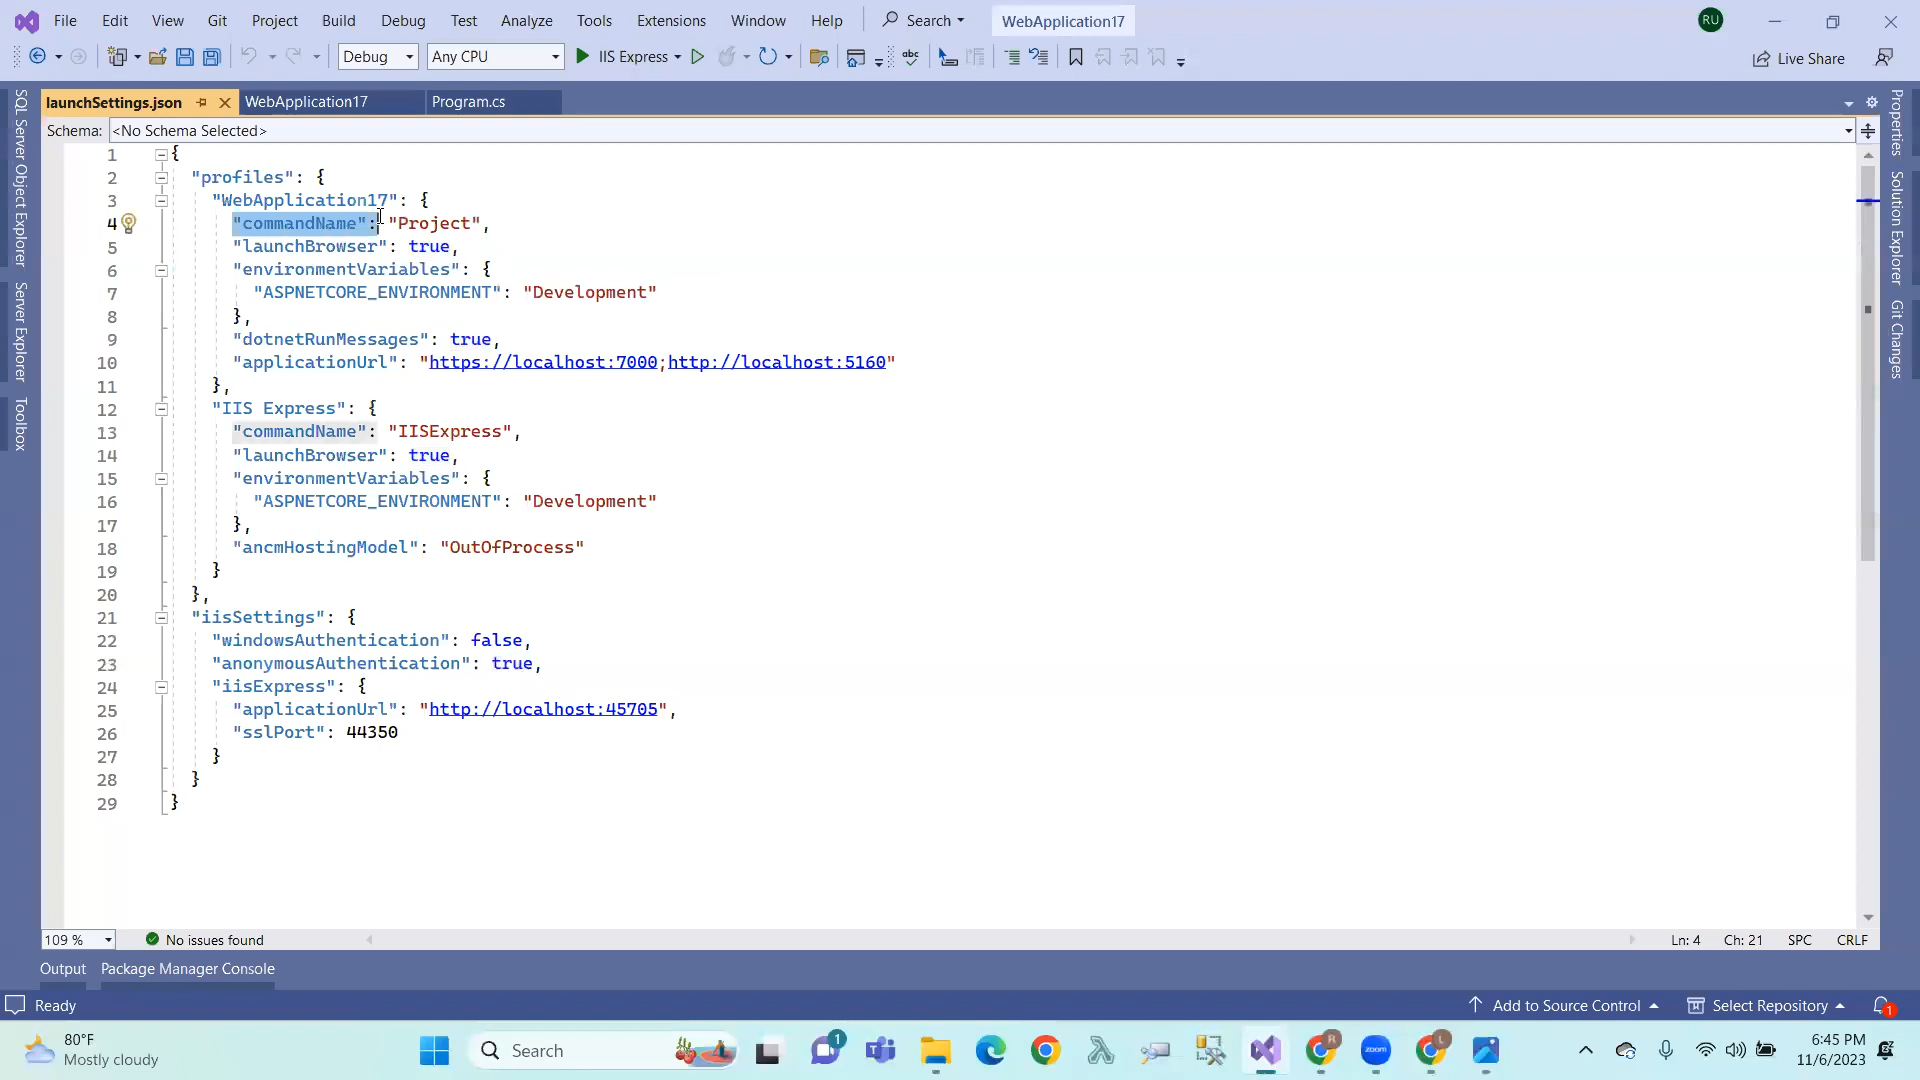 File Edit View Git Project Build Debug Test Analyze Tools Extensions Window Help Search WebApplication17 RU
Debug Any CPU IIS Express abc Live Share
launchSettings.json WebApplication17 Program.cs
Schema: <No Schema Selected>
1 {
2 "profiles": {
3 "WebApplication17": {
4 "commandName": "Project",
5 "launchBrowser": true,
6 "environmentVariables": {
7 "ASPNETCORE_ENVIRONMENT": "Development"
8 },
9 "dotnetRunMessages": true,
10 "applicationUrl": "https://localhost:7000;http://localhost:5160"
11 },
12 "IIS Express": {
13 "commandName": "IISExpress",
14 "launchBrowser": true,
15 "environmentVariables": {
16 "ASPNETCORE_ENVIRONMENT": "Development"
17 },
18 "ancmHostingModel": "OutOfProcess"
19 }
20 },
21 "iisSettings": {
22 "windowsAuthentication": false,
23 "anonymousAuthentication": true,
24 "iisExpress": {
25 "applicationUrl": "http://localhost:45705",
26 "sslPort": 44350
27 }
28 }
29 }
SQL Server Object Explorer
Server Explorer
Toolbox
Properties
Solution Explorer
Git Changes
109 % No issues found Ln: 4 Ch: 21 SPC CRLF
Output Package Manager Console
Ready Add to Source Control Select Repository 1
80°F
Mostly cloudy
Search 1 zoom R L
6:45 PM
11/6/2023